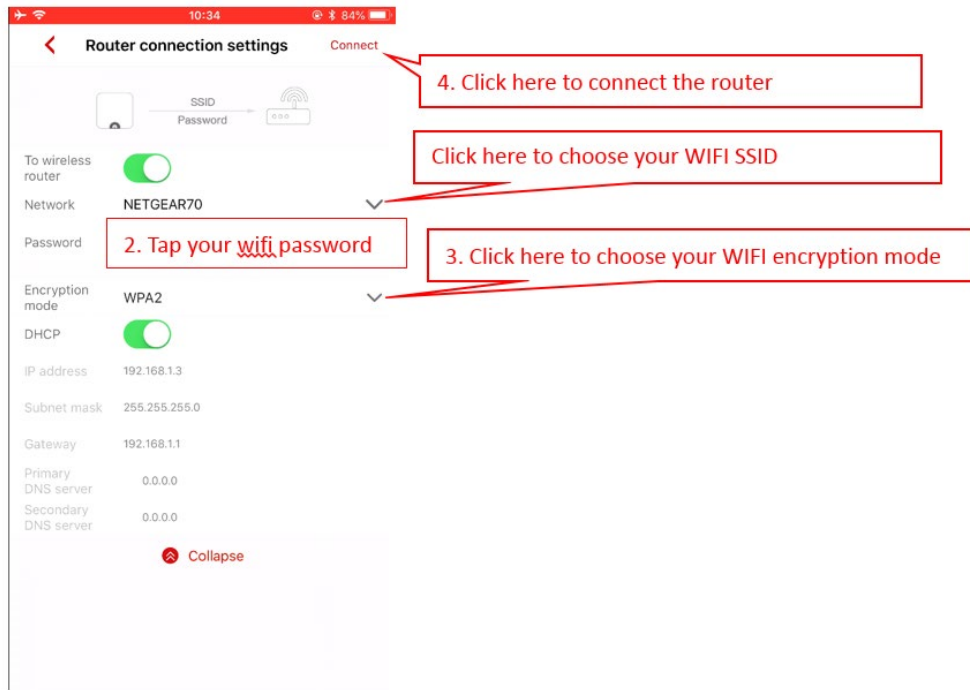 10:34
84%
Router connection settings
Connect
4. Click here to connect the router
SSID
Password
To wireless
router
Click here to choose your WIFI SSID
Network NETGEAR70
Password
2. Tap your wifi password
3. Click here to choose your WIFI encryption mode
Encryption
mode
WPA2
DHCP
IP address 192.168.1.3
Subnet mask 255.255.255.0
Gateway 192.168.1.1
Primary
DNS server
0.0.0.0
Secondary
DNS server
0.0.0.0
Collapse